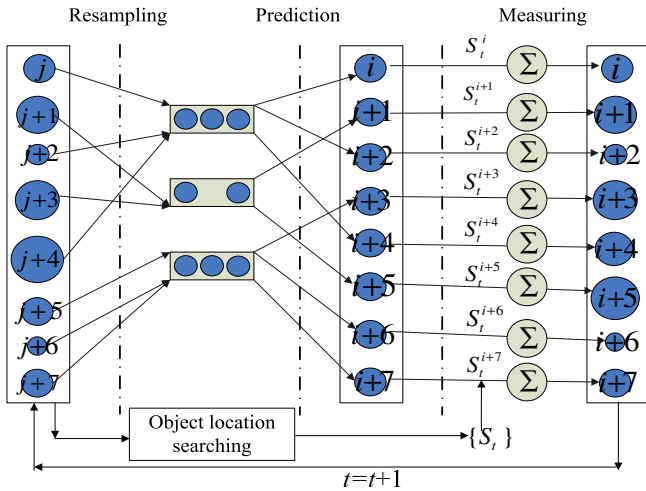 Resampling Prediction Measuring
j
j+1
j+2
j+3
j+4
j+5
j+6
j+7
i
i+1
i+2
i+3
i+4
i+5
i+6
i+7
S_t^i
S_t^{i+1}
S_t^{i+2}
S_t^{i+3}
S_t^{i+4}
S_t^{i+5}
S_t^{i+6}
S_t^{i+7}
Σ
Σ
Σ
Σ
Σ
Σ
Σ
Σ
i
i+1
i+2
i+3
i+4
i+5
i+6
i+7
Object location
searching
{S_t}
t=t+1